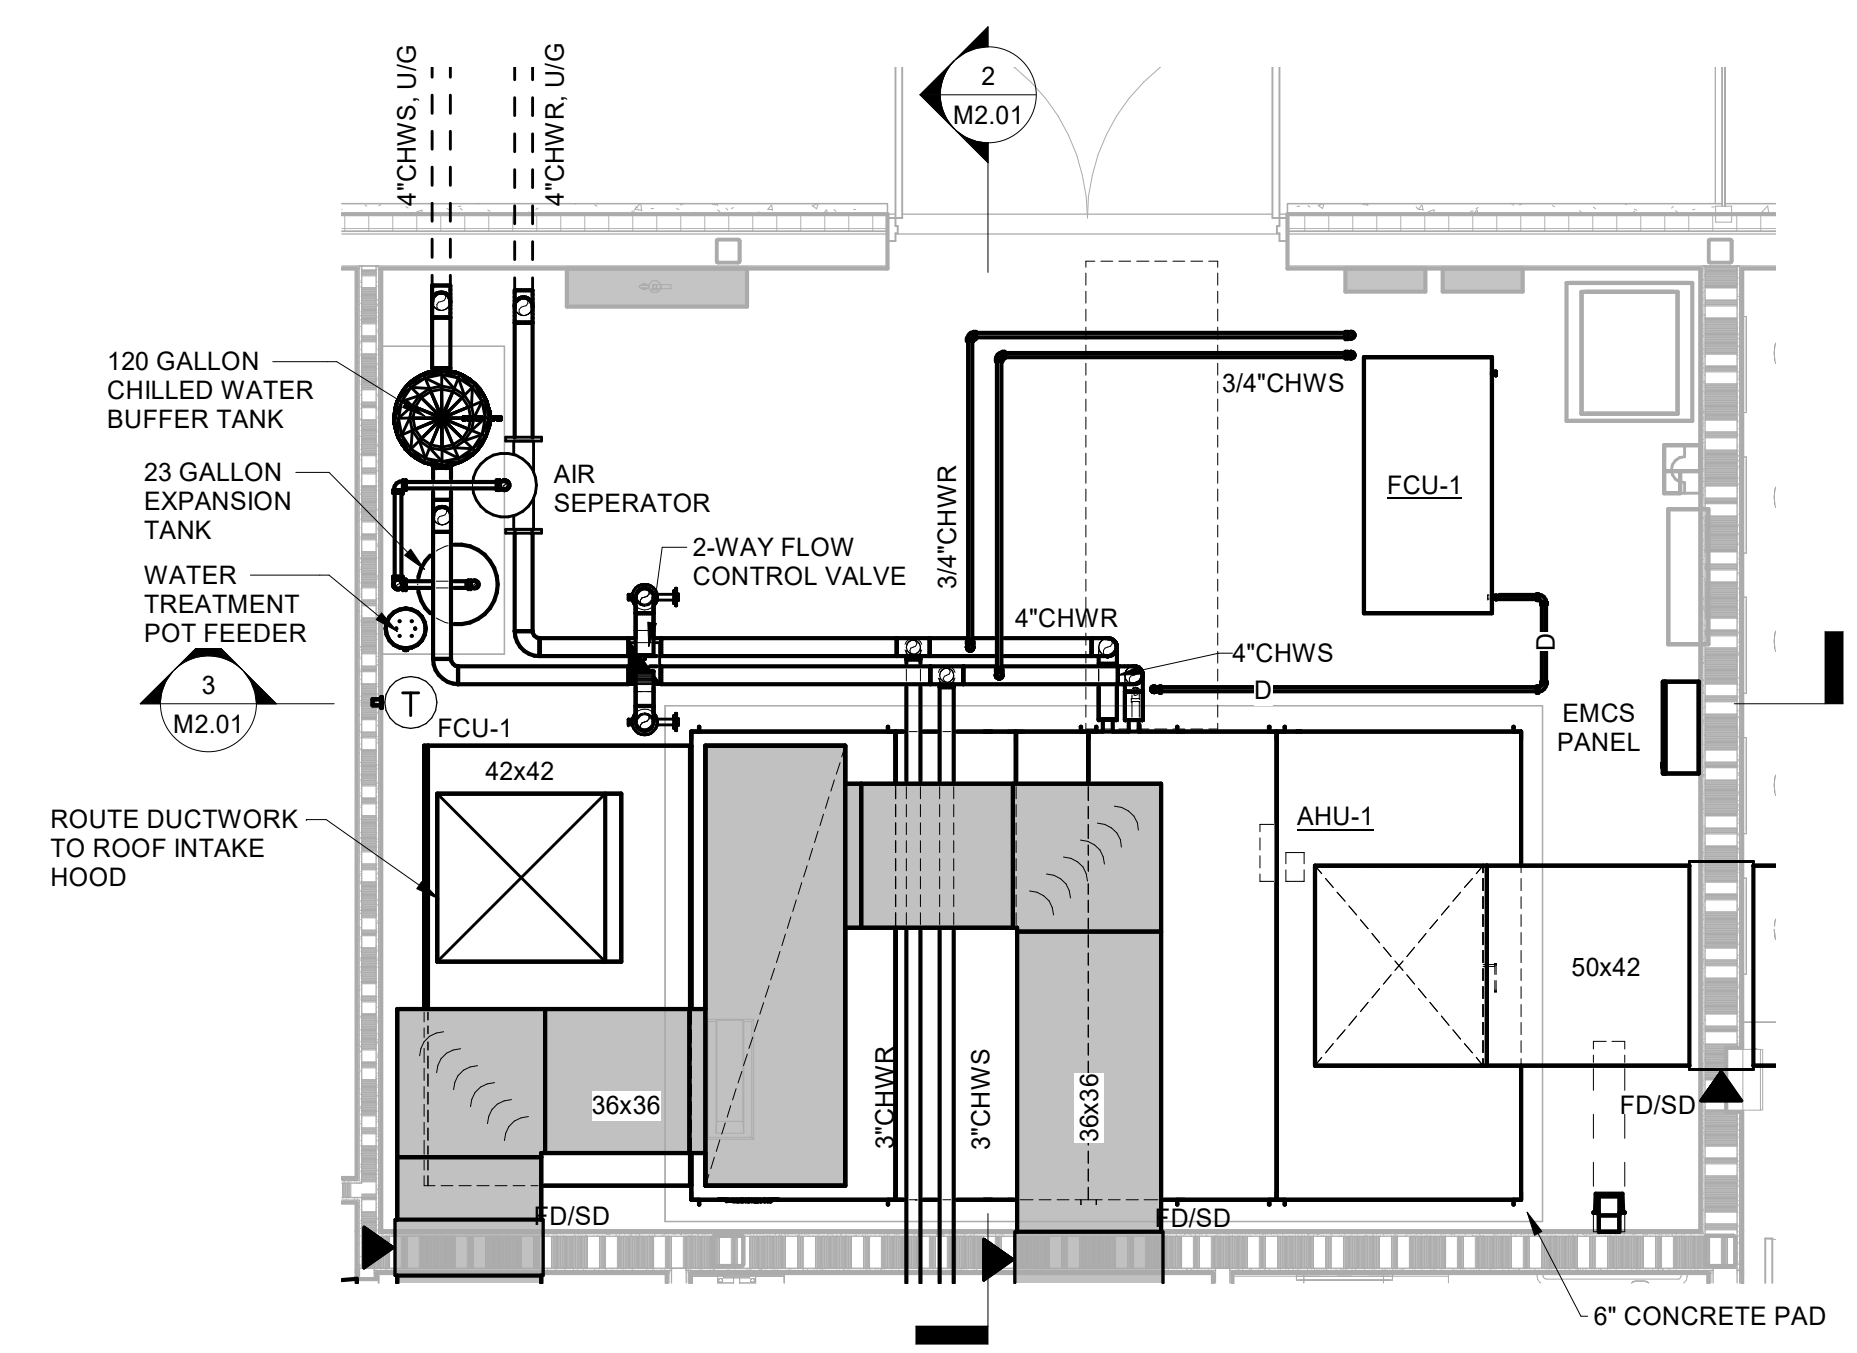 4"CHWS, U/G
4"CHWR, U/G
2
M2.01
120 GALLON
CHILLED WATER
BUFFER TANK
3/4"CHWS
23 GALLON
EXPANSION
TANK
AIR
SEPERATOR
FCU-1
3/4"CHWR
2-WAY FLOW
CONTROL VALVE
WATER
TREATMENT
POT FEEDER
4"CHWR
4"CHWS
D
D
3
M2.01
T
FCU-1
EMCS
PANEL
42x42
ROUTE DUCTWORK
TO ROOF INTAKE
HOOD
AHU-1
50x42
36x36
3"CHWR
3"CHWS
36x36
FD/SD
FD/SD
FD/SD
6" CONCRETE PAD